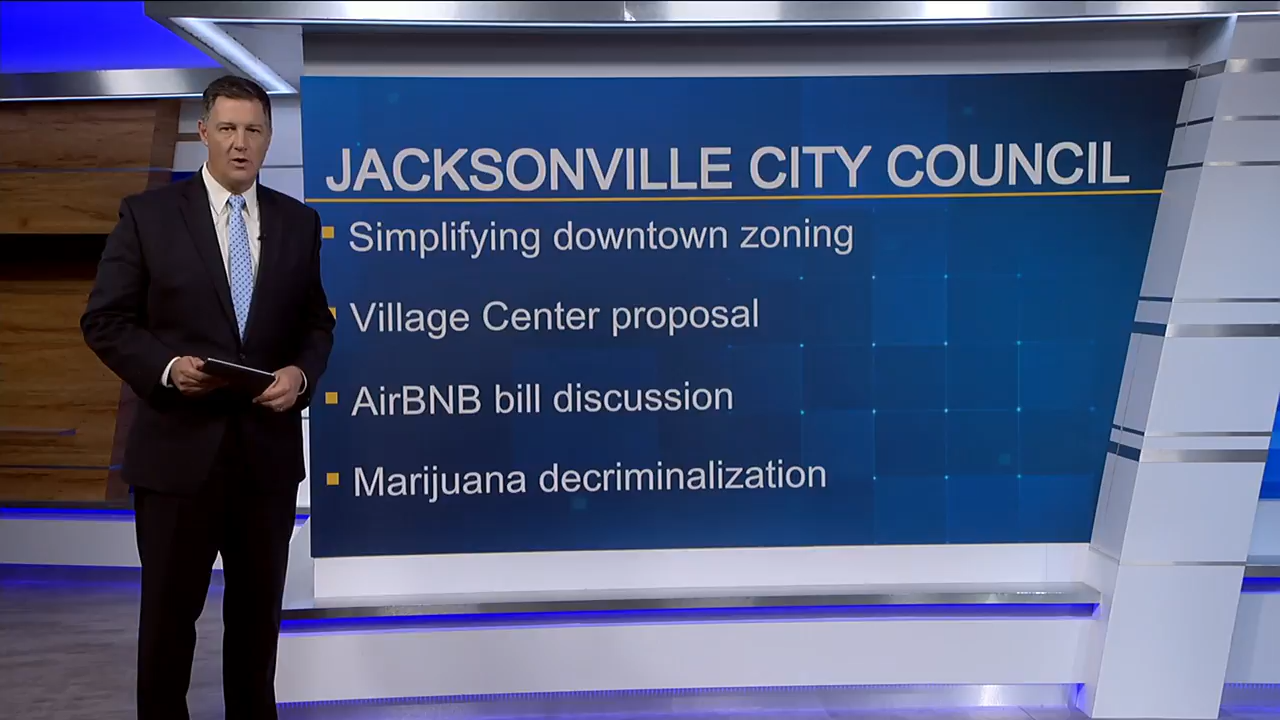 JACKSONVILLE CITY COUNCIL
Simplifying downtown zoning
Village Center proposal
AirBNB bill discussion
Marijuana decriminalization